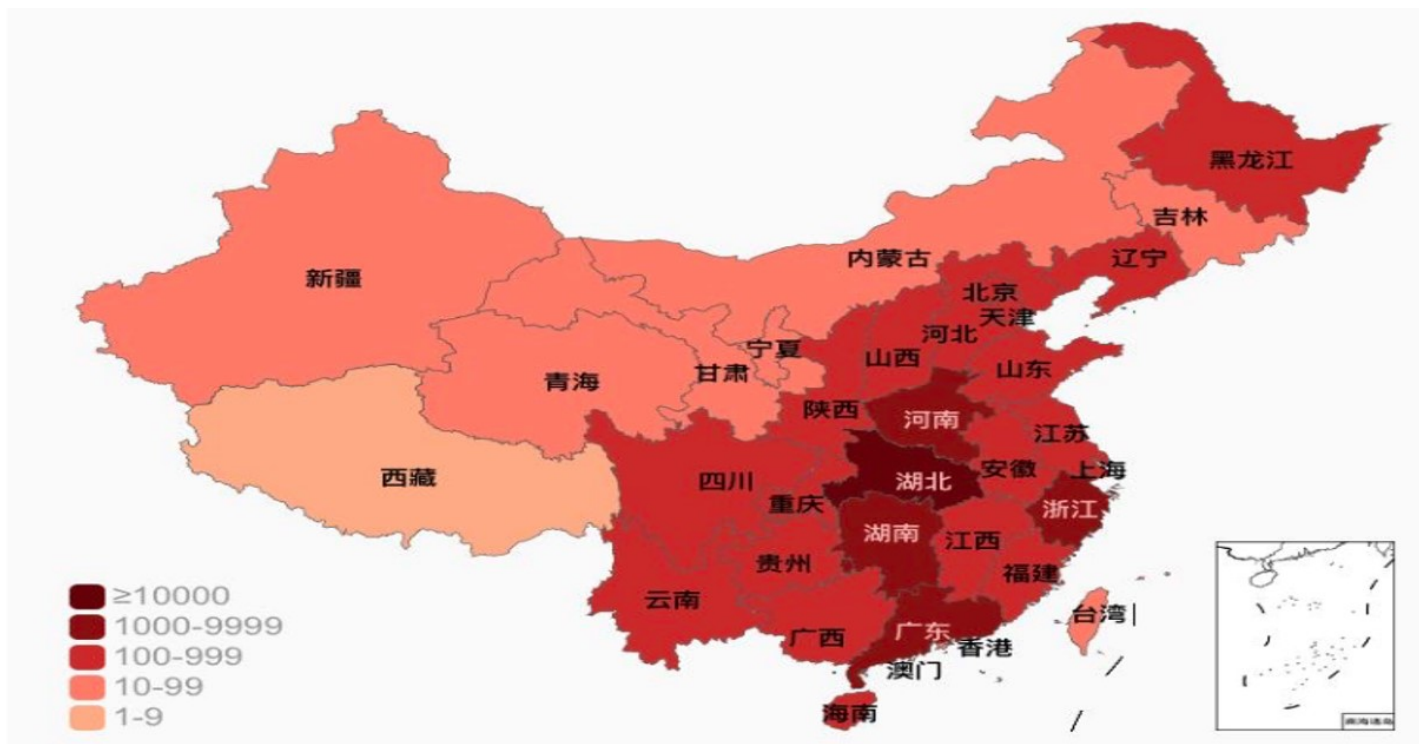 黑龙江
吉林
辽宁
内蒙古
新疆
北京
天津
河北
宁夏
山西
山东
甘肃
青海
陕西
河南
江苏
安徽
上海
西藏
四川
湖北
重庆
浙江
湖南
江西
贵州
福建
云南
台湾
广西
广东
香港
澳门
海南
≥10000
1000-9999
100-999
10-99
1-9
南海诸岛